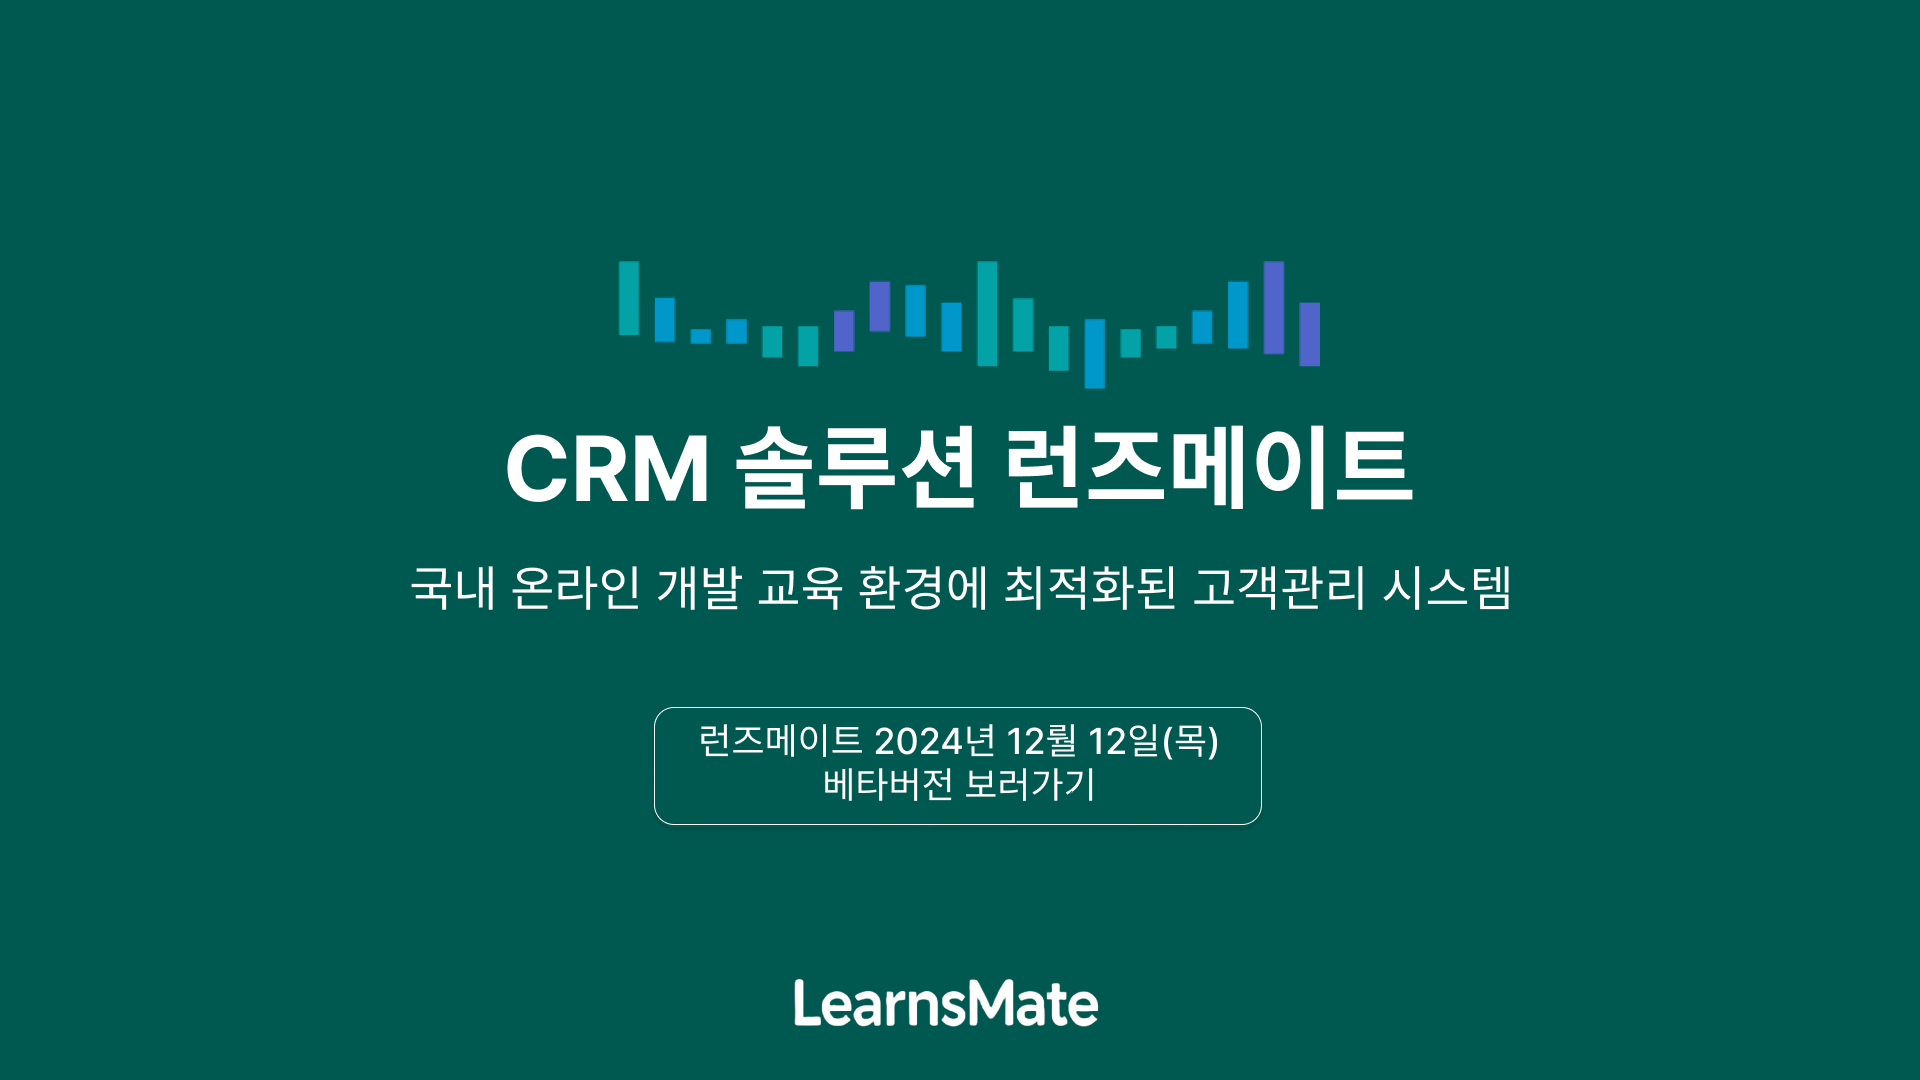 CRM 솔루션 런즈메이트
국내 온라인 개발 교육 환경에 최적화된 고객관리 시스템
런즈메이트 2024년 12뤌 12일(목)
베타버전 보러가기
LearnsMate